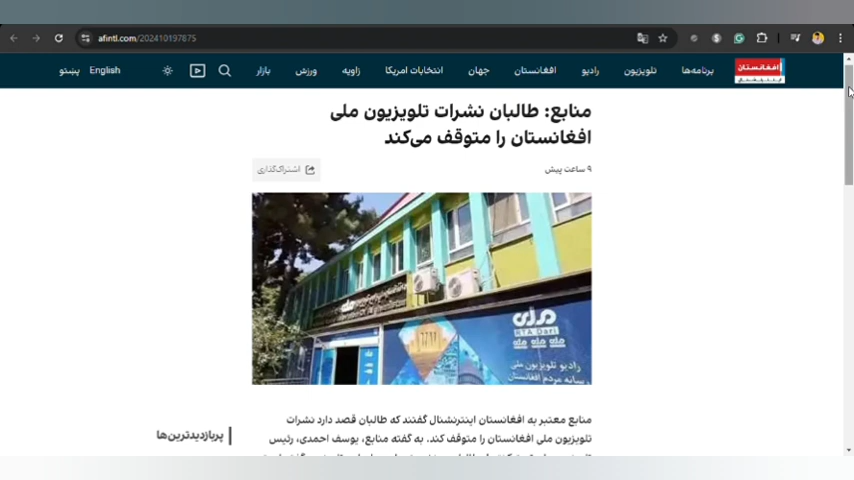 afintl.com/202410197875
افغانستان
برنامه‌ها
تلویزیون
رادیو
افغانستان
جهان
انتخابات امریکا
زاویه
ورزش
بازار
English
پښتو
منابع: طالبان نشرات تلویزیون ملی
افغانستان را متوقف می‌کند
۹ ساعت پیش
اشتراک‌گذاری
ملی
RTA Dari
رادیو تلویزیون ملی
رسانه مردم افغانستان
منابع معتبر به افغانستان اینترنشنال گفتند که طالبان قصد دارد نشرات
تلویزیون ملی افغانستان را متوقف کند. به گفته منابع، یوسف احمدی، رئیس
پربازدیدترین‌ها